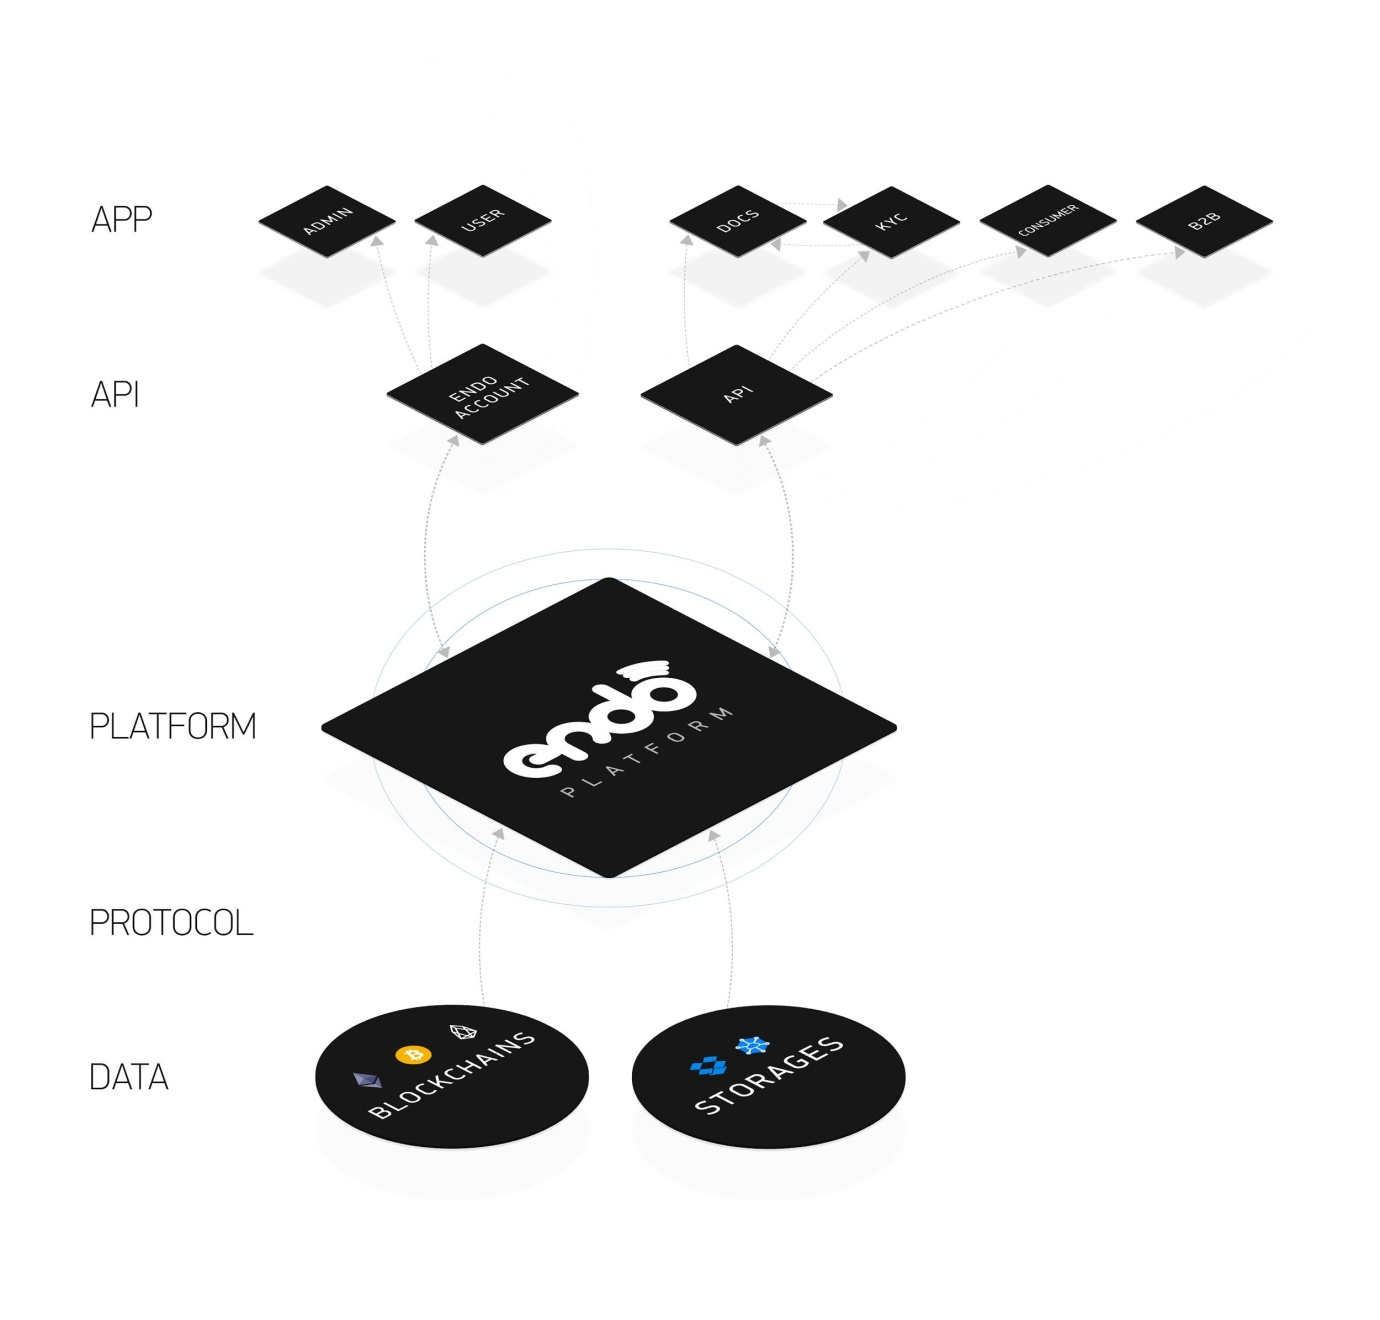 APP
ADMIN
USER
DOCS
KYC
CONSUMER
B2B
API
ENDO
ACCOUNT
API
PLATFORM
endo
PLATFORM
PROTOCOL
DATA
BLOCKCHAINS
STORAGES